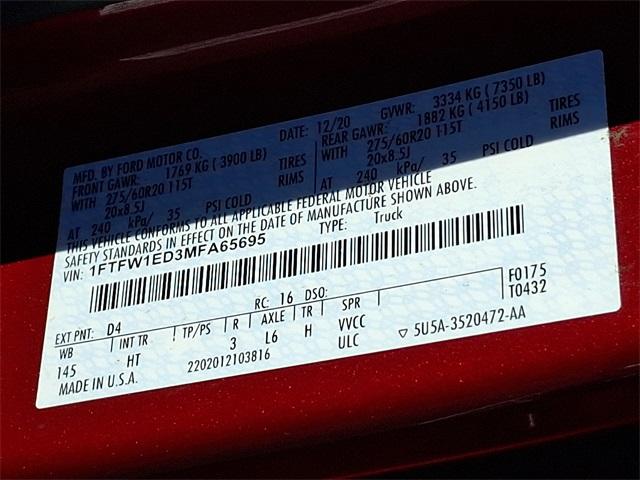 MFD. BY FORD MOTOR CO.
DATE: 12/20 GVWR: 3334 KG ( 7350 LB)
FRONT GAWR: 1769 KG ( 3900 LB)
WITH 275/60R20 115T TIRES
20x8.5J RIMS
AT 240 kPa/ 35 PSI COLD
REAR GAWR: 1882 KG ( 4150 LB)
WITH 275/60R20 115T TIRES
20x8.5J RIMS
AT 240 kPa/ 35 PSI COLD
THIS VEHICLE CONFORMS TO ALL APPLICABLE FEDERAL MOTOR VEHICLE
SAFETY STANDARDS IN EFFECT ON THE DATE OF MANUFACTURE SHOWN ABOVE.
VIN: 1FTFW1ED3MFA65695 TYPE: Truck
EXT PNT: D4 RC: 16 DSO: F0175
T0432
WB INT TR TP/PS R AXLE TR SPR
145 HT 3 L6 H VVCC
ULC ▽ 5U5A-3520472-AA
MADE IN U.S.A. 2202012103816